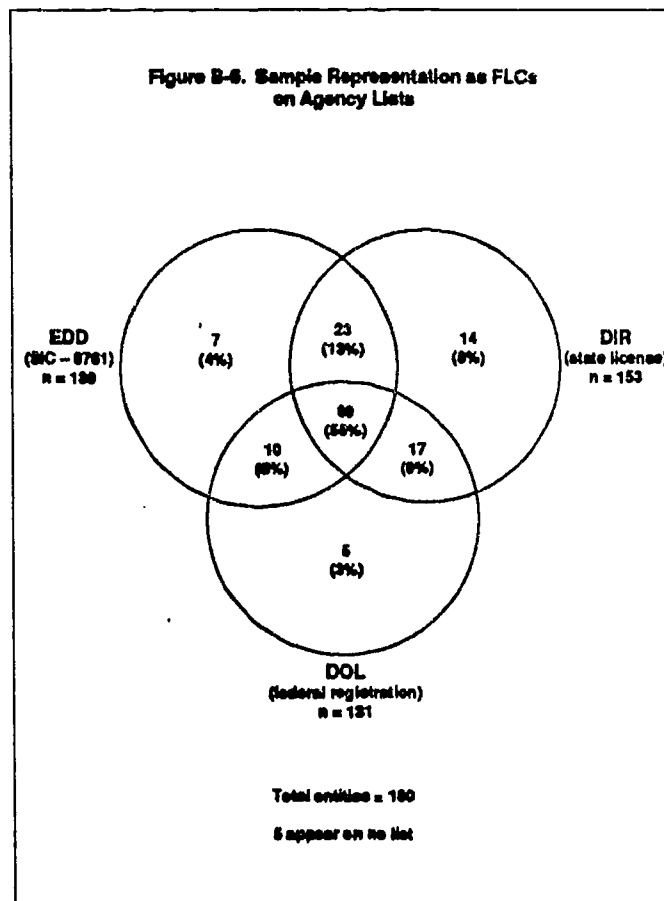 Figure B-6. Sample Representation as FLCs
on Agency Lists
EDD
(SIC – 0761)
n = 139
7
(4%)
23
(13%)
14
(8%)
DIR
(state license)
n = 153
99
(55%)
10
(6%)
17
(9%)
5
(3%)
DOL
(federal registration)
n = 131
Total entities = 180
5 appear on no list